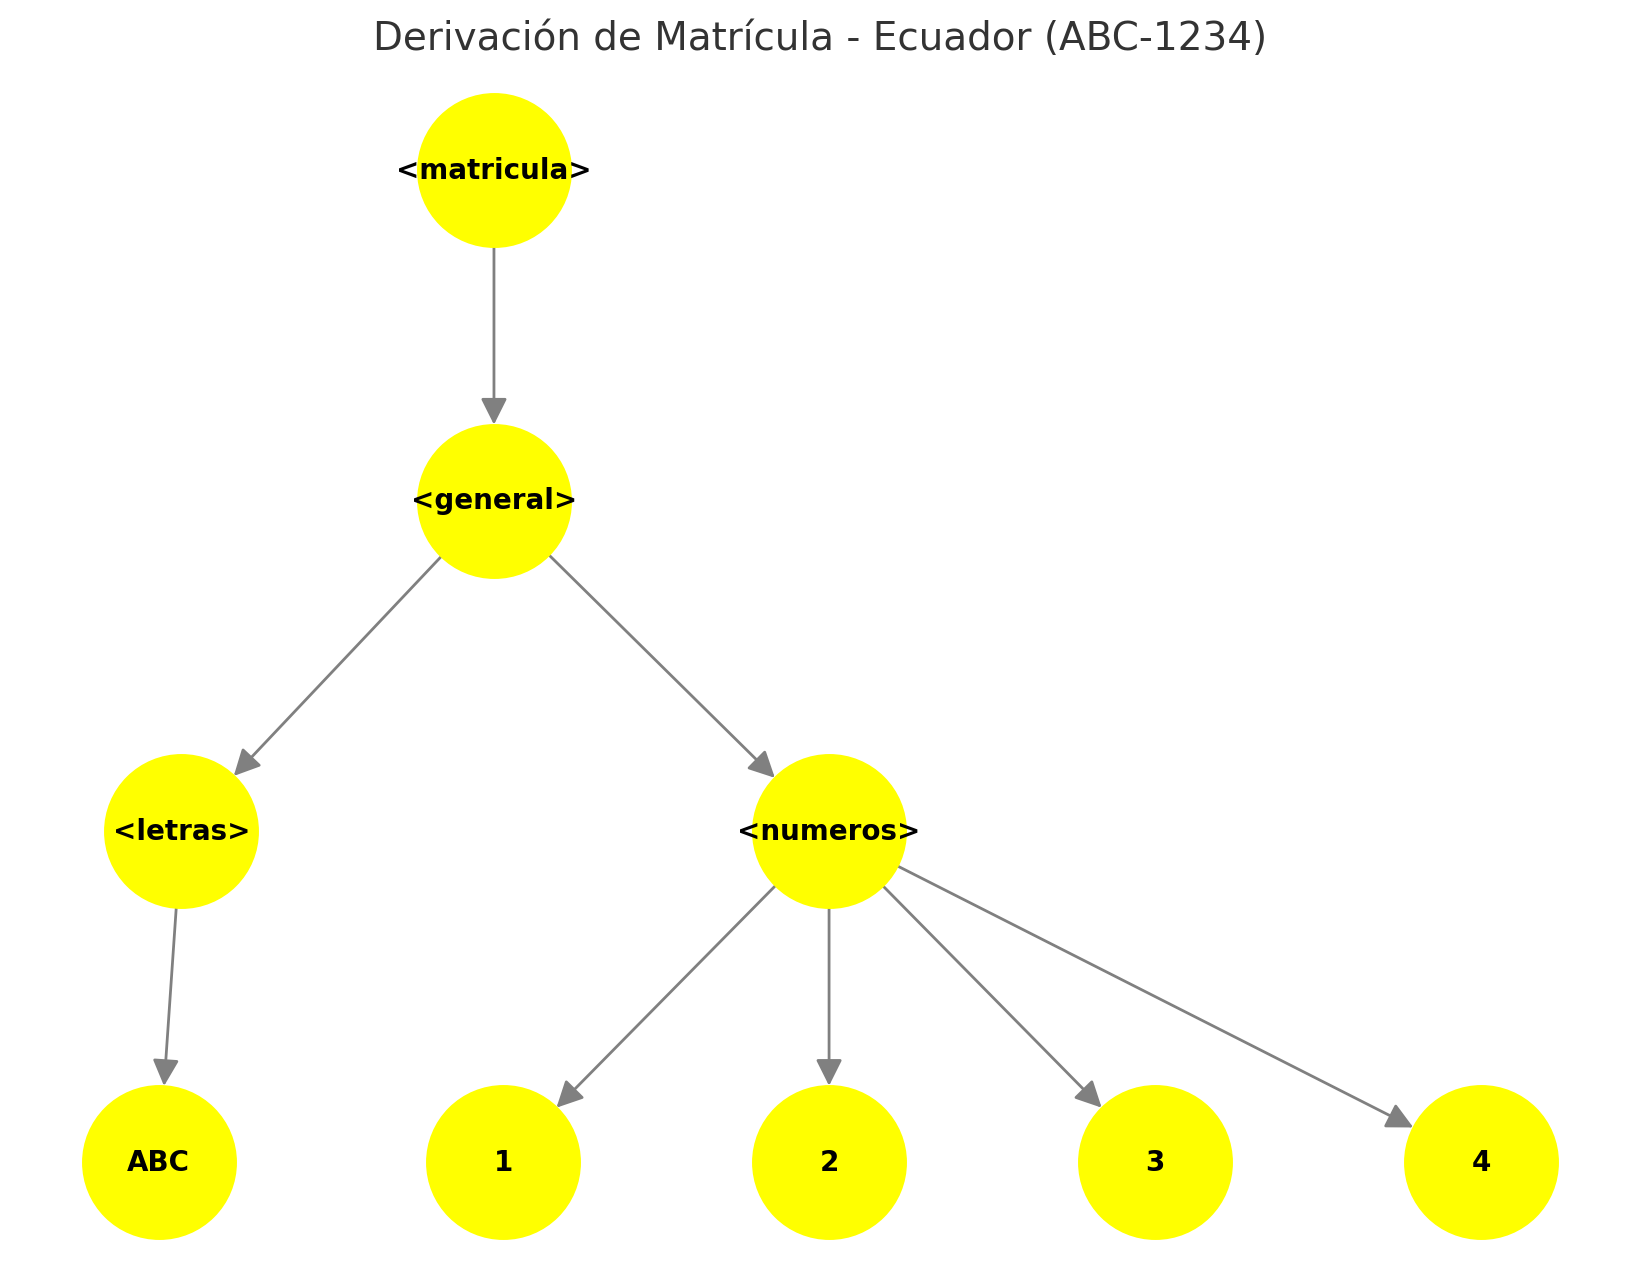 Derivación de Matrícula - Ecuador (ABC-1234)
<matricula>
<general>
<letras>
<numeros>
ABC
1
2
3
4